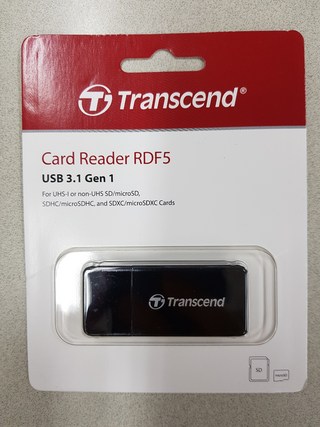 Transcend®
Card Reader RDF5
USB 3.1 Gen 1
For UHS-I or non-UHS SD/microSD,
SDHC/microSDHC, and SDXC/microSDXC Cards
Transcend
SD
microSD